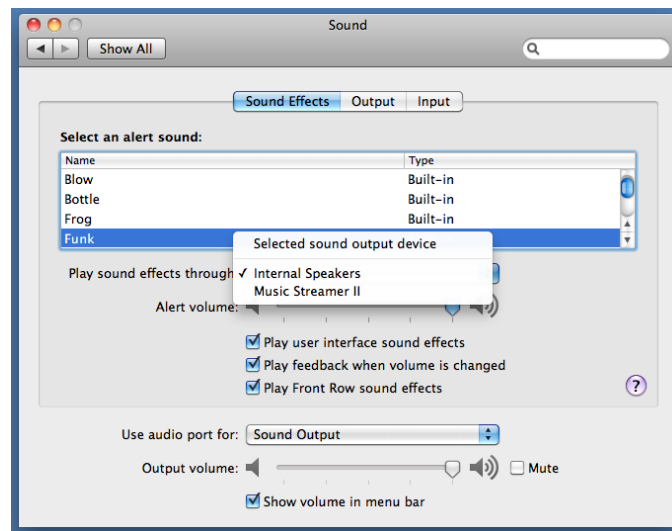 Sound
Show All
Sound Effects Output Input
Select an alert sound:
Name Type
Blow Built-in
Bottle Built-in
Frog Built-in
Funk
Selected sound output device
Play sound effects through ✓ Internal Speakers
Music Streamer II
Alert volume:
Play user interface sound effects
Play feedback when volume is changed
Play Front Row sound effects
?
Use audio port for: Sound Output
Output volume: Mute
Show volume in menu bar